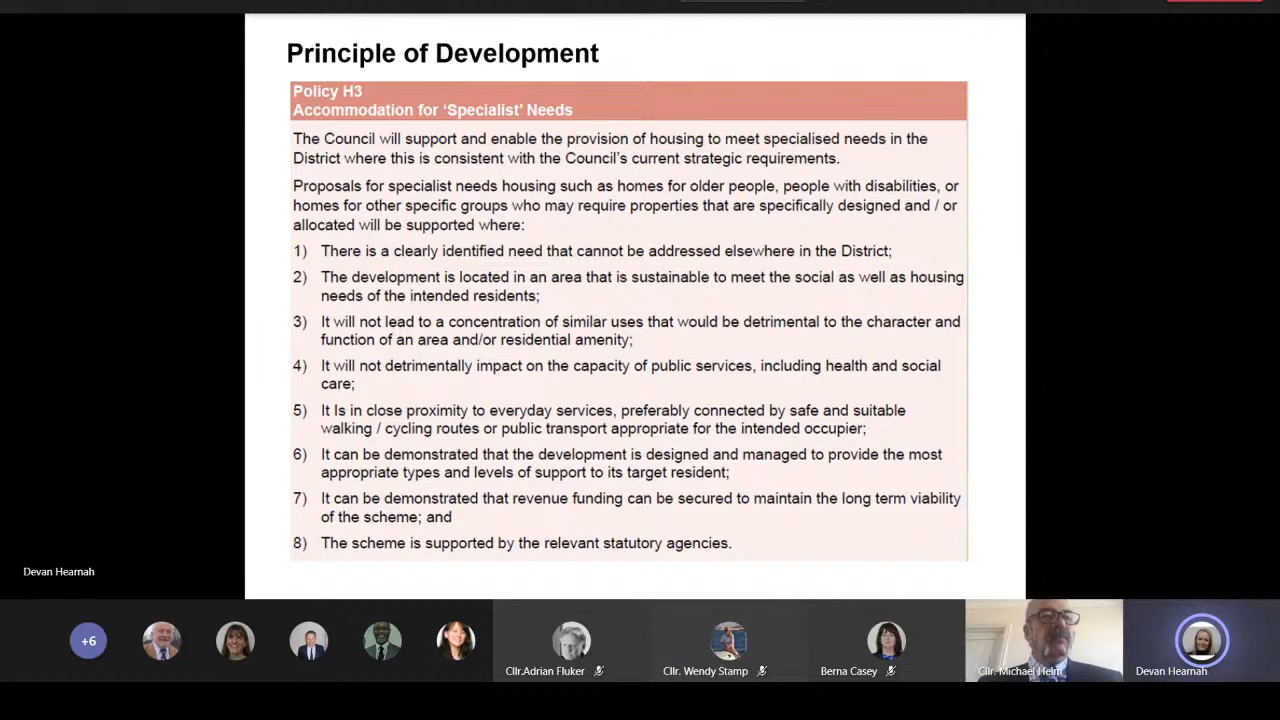 Principle of Development
Policy H3
Accommodation for ‘Specialist’ Needs
The Council will support and enable the provision of housing to meet specialised needs in the
District where this is consistent with the Council’s current strategic requirements.
Proposals for specialist needs housing such as homes for older people, people with disabilities, or
homes for other specific groups who may require properties that are specifically designed and / or
allocated will be supported where:
1) There is a clearly identified need that cannot be addressed elsewhere in the District;
2) The development is located in an area that is sustainable to meet the social as well as housing
needs of the intended residents;
3) It will not lead to a concentration of similar uses that would be detrimental to the character and
function of an area and/or residential amenity;
4) It will not detrimentally impact on the capacity of public services, including health and social
care;
5) It Is in close proximity to everyday services, preferably connected by safe and suitable
walking / cycling routes or public transport appropriate for the intended occupier;
6) It can be demonstrated that the development is designed and managed to provide the most
appropriate types and levels of support to its target resident;
7) It can be demonstrated that revenue funding can be secured to maintain the long term viability
of the scheme; and
8) The scheme is supported by the relevant statutory agencies.
Devan Hearnah
+6
Cllr.Adrian Fluker
Cllr. Wendy Stamp
Berna Casey
Cllr. Michael Helm
Devan Hearnah